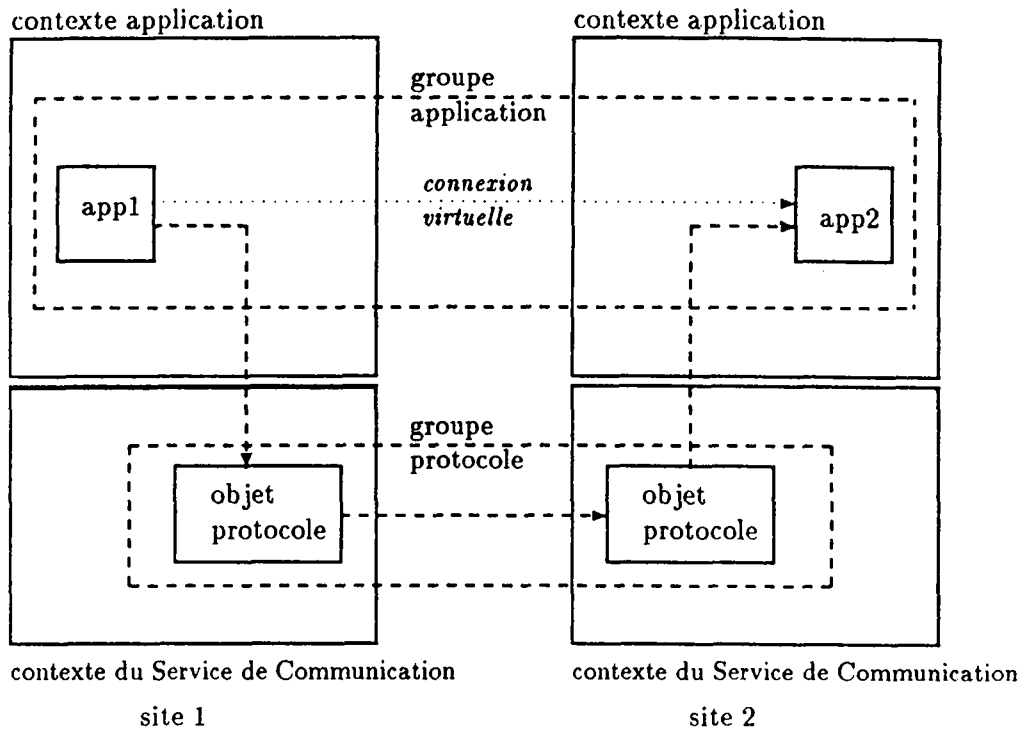 contexte application
contexte application
groupe
application
connexion
virtuelle
app1
app2
groupe
protocole
objet
protocole
objet
protocole
contexte du Service de Communication
contexte du Service de Communication
site 1
site 2